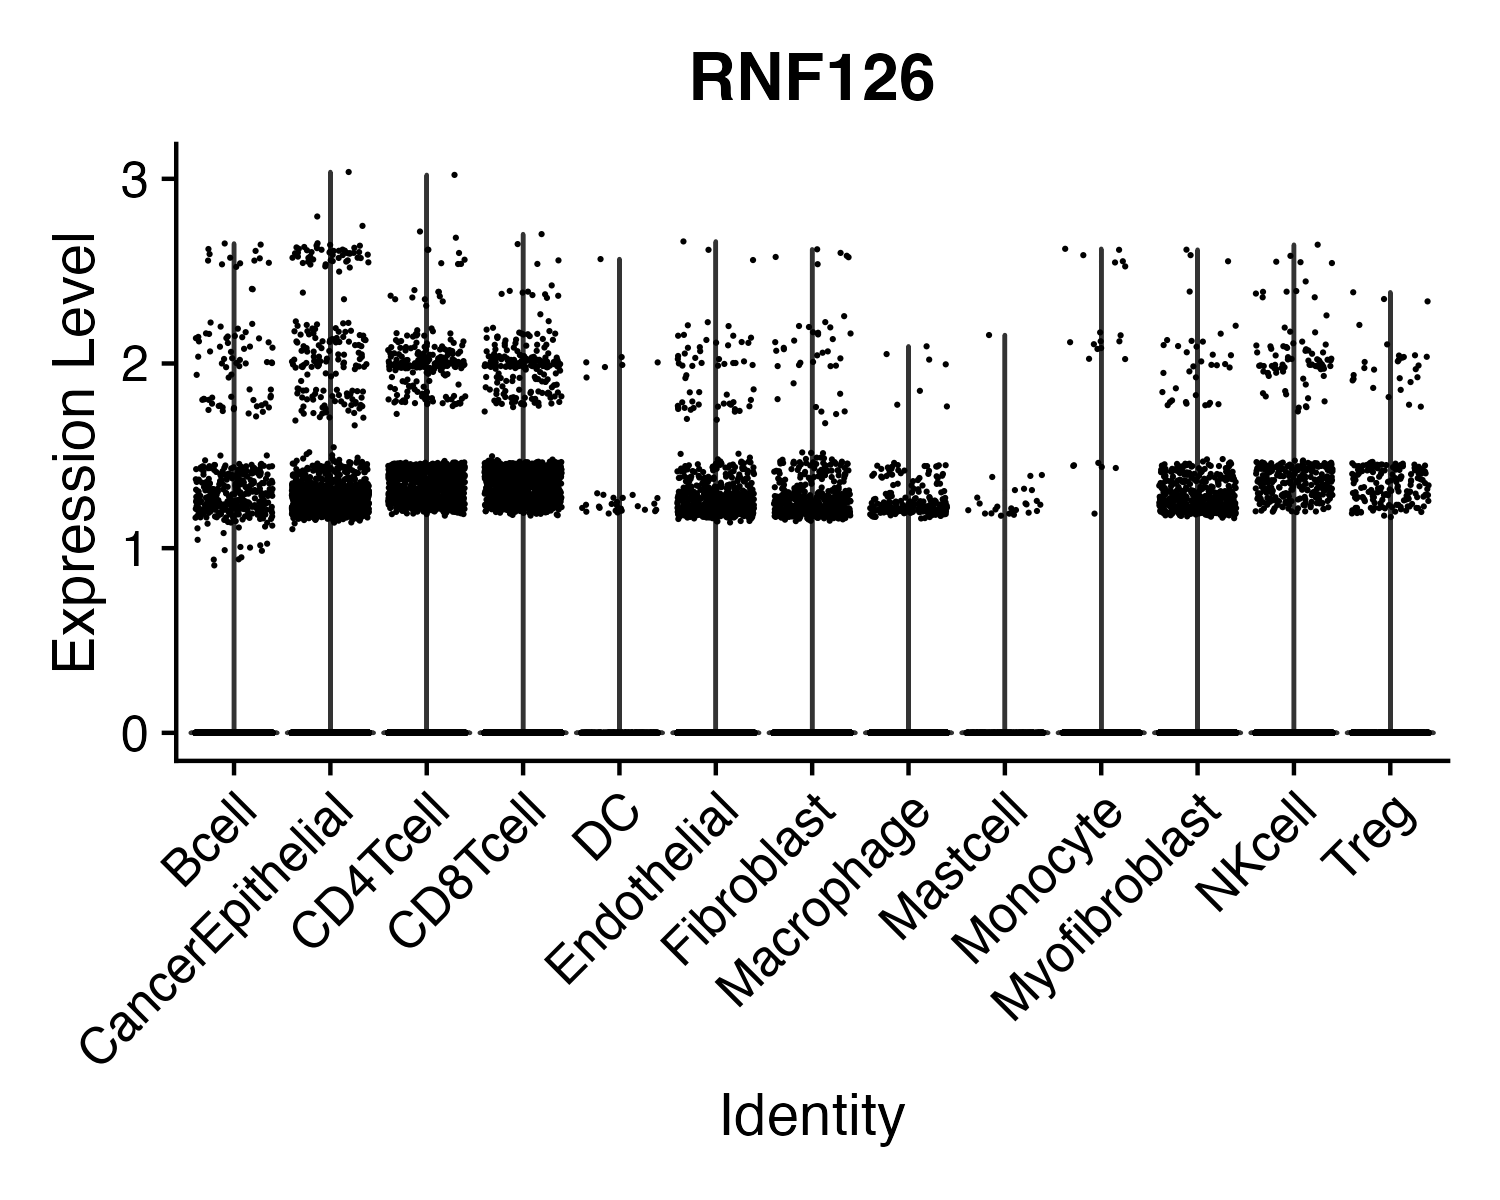 RNF126
Expression Level
3
2
1
0
Bcell
CancerEpithelial
CD4Tcell
CD8Tcell
DC
Endothelial
Fibroblast
Macrophage
Mastcell
Monocyte
Myofibroblast
NKcell
Treg
Identity